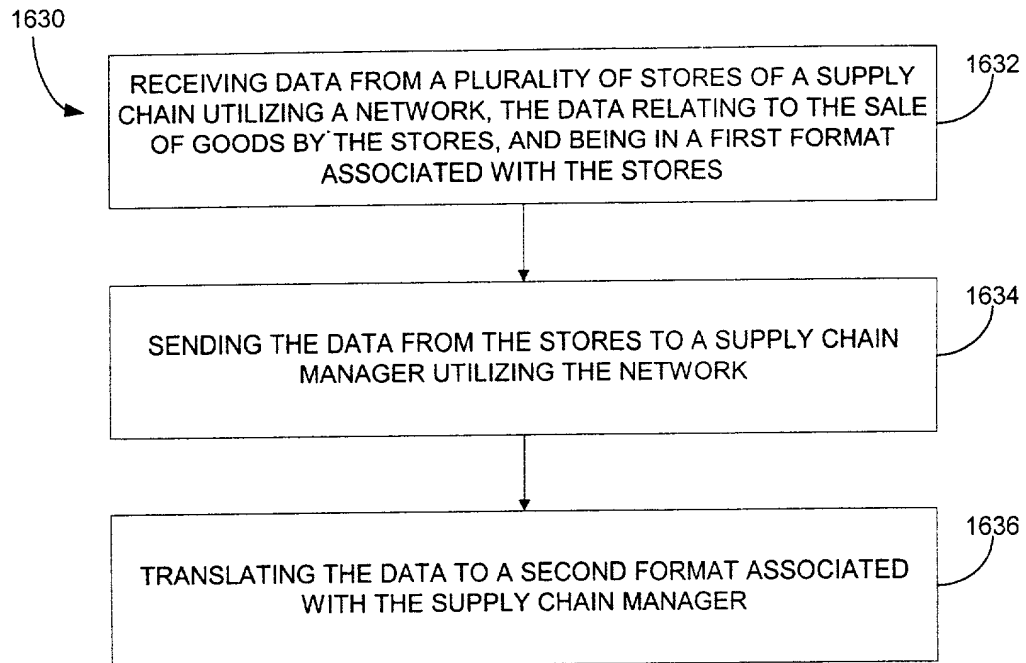 1630
RECEIVING DATA FROM A PLURALITY OF STORES OF A SUPPLY
CHAIN UTILIZING A NETWORK, THE DATA RELATING TO THE SALE
OF GOODS BY THE STORES, AND BEING IN A FIRST FORMAT
ASSOCIATED WITH THE STORES
1632
SENDING THE DATA FROM THE STORES TO A SUPPLY CHAIN
MANAGER UTILIZING THE NETWORK
1634
TRANSLATING THE DATA TO A SECOND FORMAT ASSOCIATED
WITH THE SUPPLY CHAIN MANAGER
1636